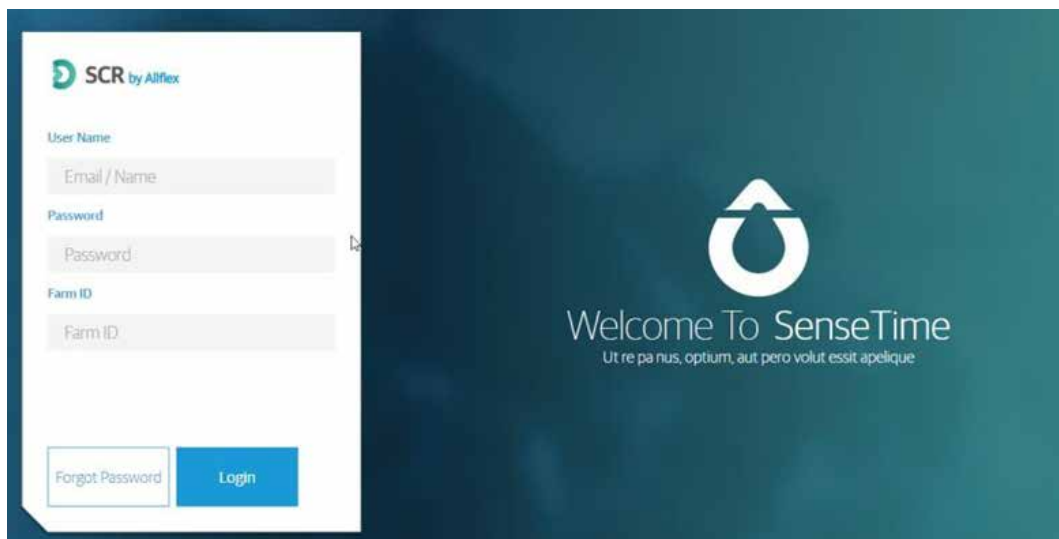 SCR by Allflex
User Name
Email / Name
Password
Password
Farm ID
Farm ID
Forgot Password
Login
Welcome To SenseTime
Ut re pa nus, optium, aut pero volut essit apelique